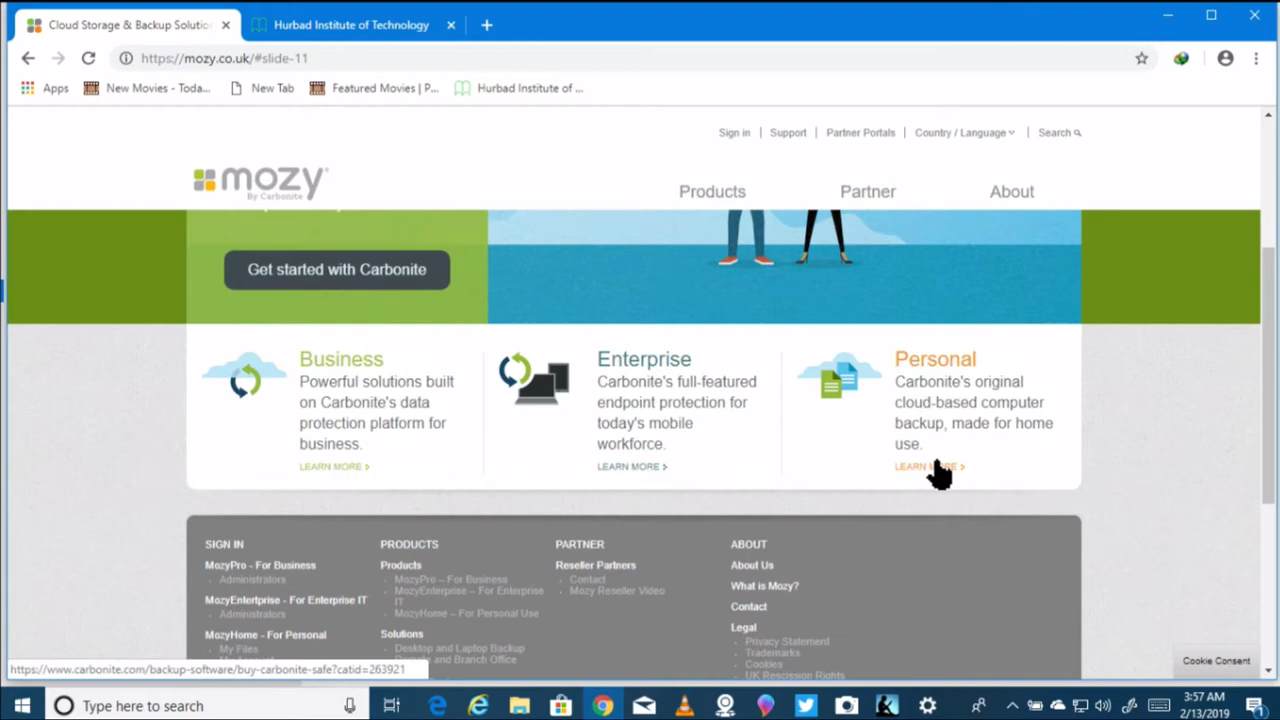 Cloud Storage & Backup Solutio
Hurbad Institute of Technology
https://mozy.co.uk/#slide-11
Apps
New Movies - Toda...
New Tab
Featured Movies | P...
Hurbad Institute of ...
Sign in
Support
Partner Portals
Country / Language
Search
mozy
By Carbonite
Products
Partner
About
Get started with Carbonite
Business
Powerful solutions built
on Carbonite's data
protection platform for
business.
LEARN MORE >
Enterprise
Carbonite's full-featured
endpoint protection for
today's mobile
workforce.
LEARN MORE >
Personal
Carbonite's original
cloud-based computer
backup, made for home
use.
LEARN MORE >
SIGN IN
MozyPro - For Business
Administrators
MozyEntertprise - For Enterprise IT
Administrators
MozyHome - For Personal
My Files
PRODUCTS
Products
MozyPro – For Business
MozyEnterprise – For Enterprise
IT
MozyHome – For Personal Use
Solutions
Desktop and Laptop Backup
Remote and Branch Office
PARTNER
Reseller Partners
Contact
Mozy Reseller Video
ABOUT
About Us
What is Mozy?
Contact
Legal
Privacy Statement
Trademarks
Cookies
UK Rescission Rights
Cookie Consent
https://www.carbonite.com/backup-software/buy-carbonite-safe?catid=263921
Type here to search
3:57 AM
2/13/2019
1